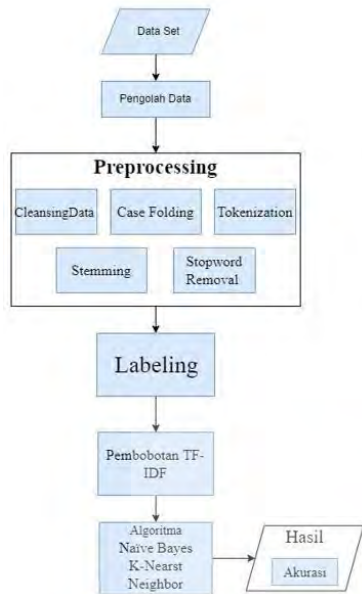 Data Set
Pengolah Data
Preprocessing
CleansingData
Case Folding
Tokenization
Stemming
Stopword
Removal
Labeling
Pembobotan TF-
IDF
Algoritma
Naïve Bayes
K-Nearst
Neighbor
Hasil
Akurasi